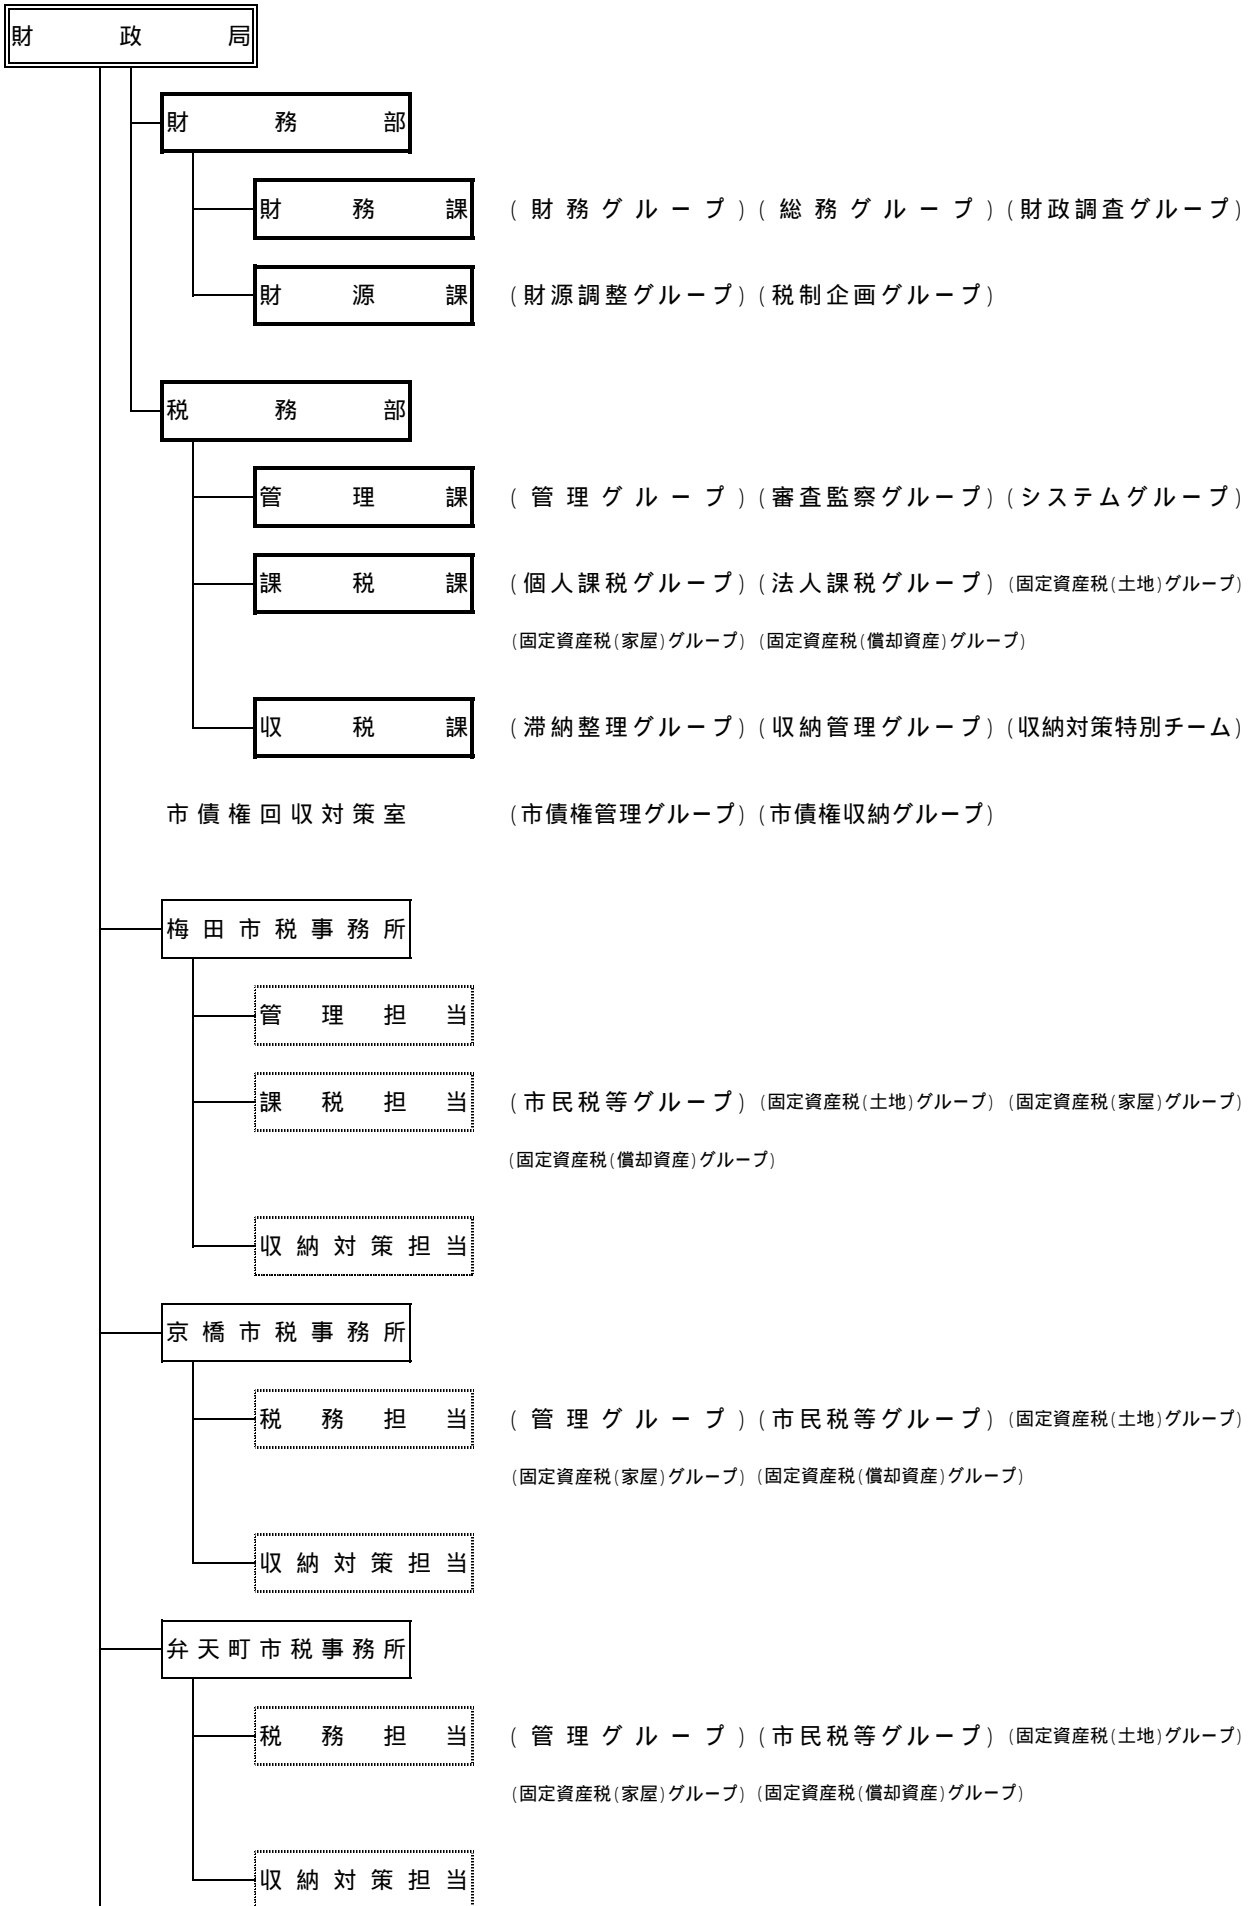 財政局
財務部
財務課 (財務グループ) (総務グループ) (財政調査グループ)
財源課 (財源調整グループ) (税制企画グループ)
税務部
管理課 (管理グループ) (審査監察グループ) (システムグループ)
課税課 (個人課税グループ) (法人課税グループ) (固定資産税(土地)グループ)
(固定資産税(家屋)グループ) (固定資産税(償却資産)グループ)
収税課 (滞納整理グループ) (収納管理グループ) (収納対策特別チーム)
市債権回収対策室 (市債権管理グループ) (市債権収納グループ)
梅田市税事務所
管理担当
課税担当 (市民税等グループ) (固定資産税(土地)グループ) (固定資産税(家屋)グループ)
(固定資産税(償却資産)グループ)
収納対策担当
京橋市税事務所
税務担当 (管理グループ) (市民税等グループ) (固定資産税(土地)グループ)
(固定資産税(家屋)グループ) (固定資産税(償却資産)グループ)
収納対策担当
弁天町市税事務所
税務担当 (管理グループ) (市民税等グループ) (固定資産税(土地)グループ)
(固定資産税(家屋)グループ) (固定資産税(償却資産)グループ)
収納対策担当